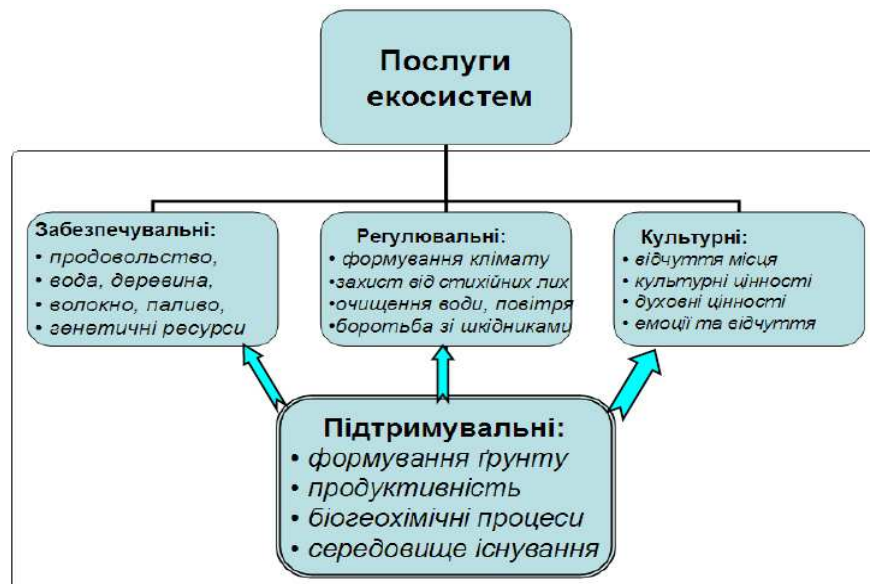 Послуги
екосистем
Забезпечувальні:
• продовольство,
• вода, деревина,
• волокно, паливо,
• генетичні ресурси
Регулювальні:
• формування клімату
•захист від стихійних лих
•очищення води, повітря
•боротьба зі шкідниками
Культурні:
• відчуття місця
• культурні цінності
• духовні цінності
• емоції та відчуття
Підтримувальні:
• формування ґрунту
• продуктивність
• біогеохімічні процеси
• середовище існування